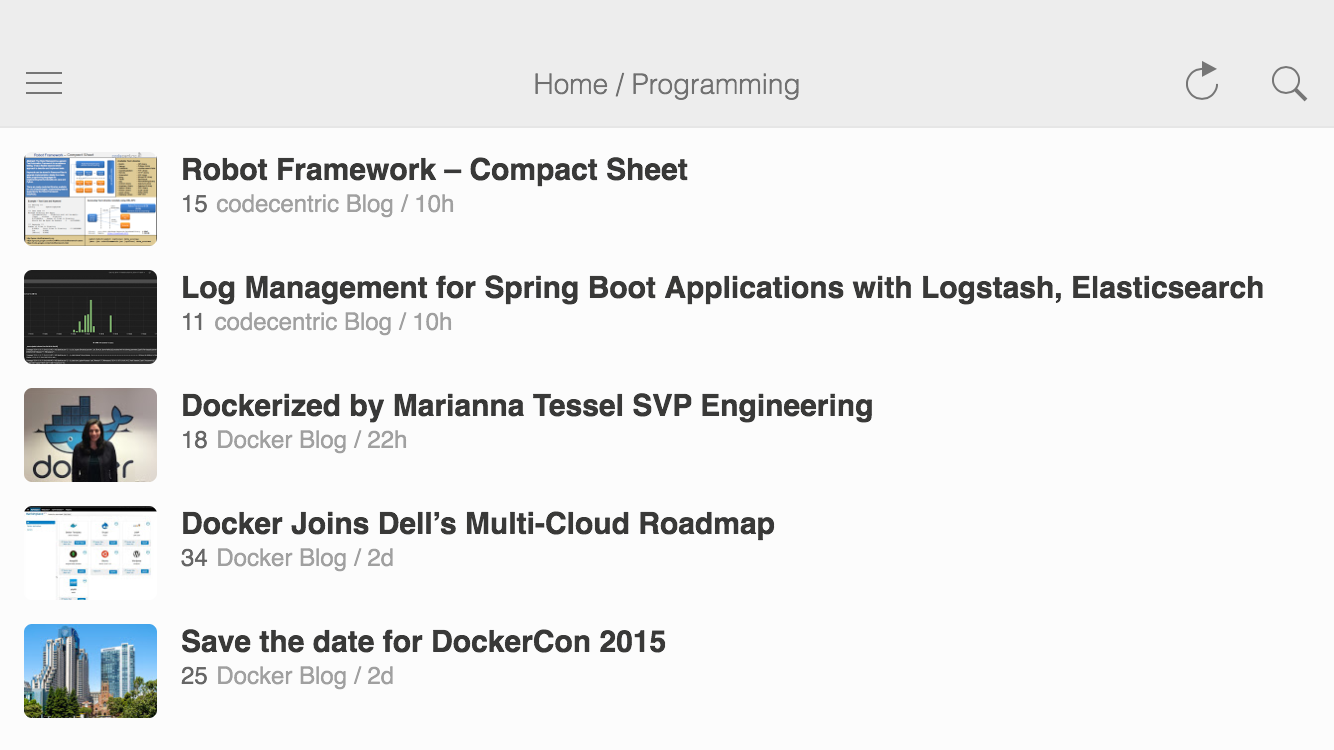 Home / Programming
Robot Framework – Compact Sheet
15 codecentric Blog / 10h
Log Management for Spring Boot Applications with Logstash, Elasticsearch
11 codecentric Blog / 10h
Dockerized by Marianna Tessel SVP Engineering
18 Docker Blog / 22h
Docker Joins Dell’s Multi-Cloud Roadmap
34 Docker Blog / 2d
Save the date for DockerCon 2015
25 Docker Blog / 2d